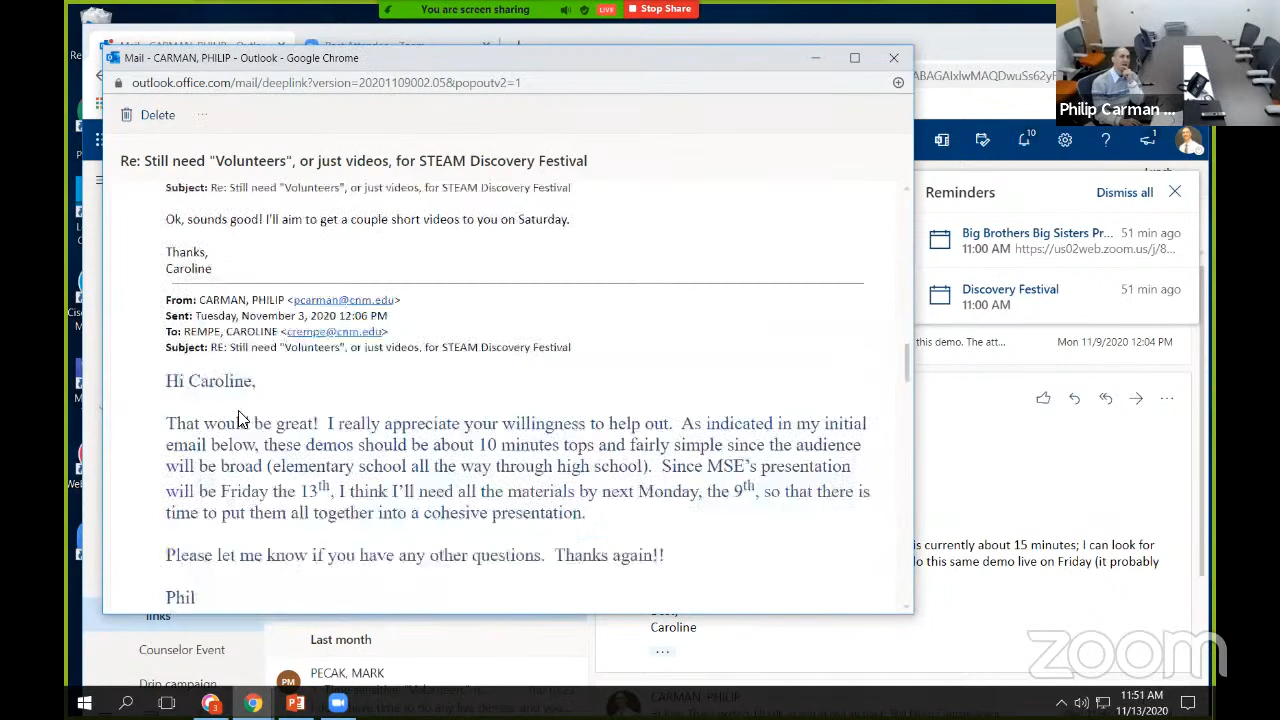 You are screen sharing
LIVE
Stop Share
Mail - CARMAN, PHILIP - Outlook - Google Chrome
outlook.office.com/mail/deeplink?version=20201109002.05&popoutv2=1
Philip Carman ...
Delete
Re: Still need "Volunteers", or just videos, for STEAM Discovery Festival
Subject: Re: Still need "Volunteers", or just videos, for STEAM Discovery Festival
Ok, sounds good! I'll aim to get a couple short videos to you on Saturday.
Thanks,
Caroline
From: CARMAN, PHILIP <pcarman@cnm.edu>
Sent: Tuesday, November 3, 2020 12:06 PM
To: REMPE, CAROLINE <crempe@cnm.edu>
Subject: RE: Still need "Volunteers", or just videos, for STEAM Discovery Festival
Hi Caroline,
That would be great! I really appreciate your willingness to help out. As indicated in my initial
email below, these demos should be about 10 minutes tops and fairly simple since the audience
will be broad (elementary school all the way through high school). Since MSE's presentation
will be Friday the 13th, I think I'll need all the materials by next Monday, the 9th, so that there is
time to put them all together into a cohesive presentation.
Please let me know if you have any other questions. Thanks again!!
Phil
10
?
1
Reminders
Dismiss all
Big Brothers Big Sisters Pr...
51 min ago
11:00 AM https://us02web.zoom.us/j/8...
Discovery Festival
51 min ago
11:00 AM
this demo. The att...
Mon 11/9/2020 12:04 PM
is currently about 15 minutes; I can look for
do this same demo live on Friday (it probably
Caroline
...
links
Counselor Event
Drip campaign
Last month
PM
PECAK, MARK
CARMAN, PHILIP
zoom
3
11:51 AM
11/13/2020